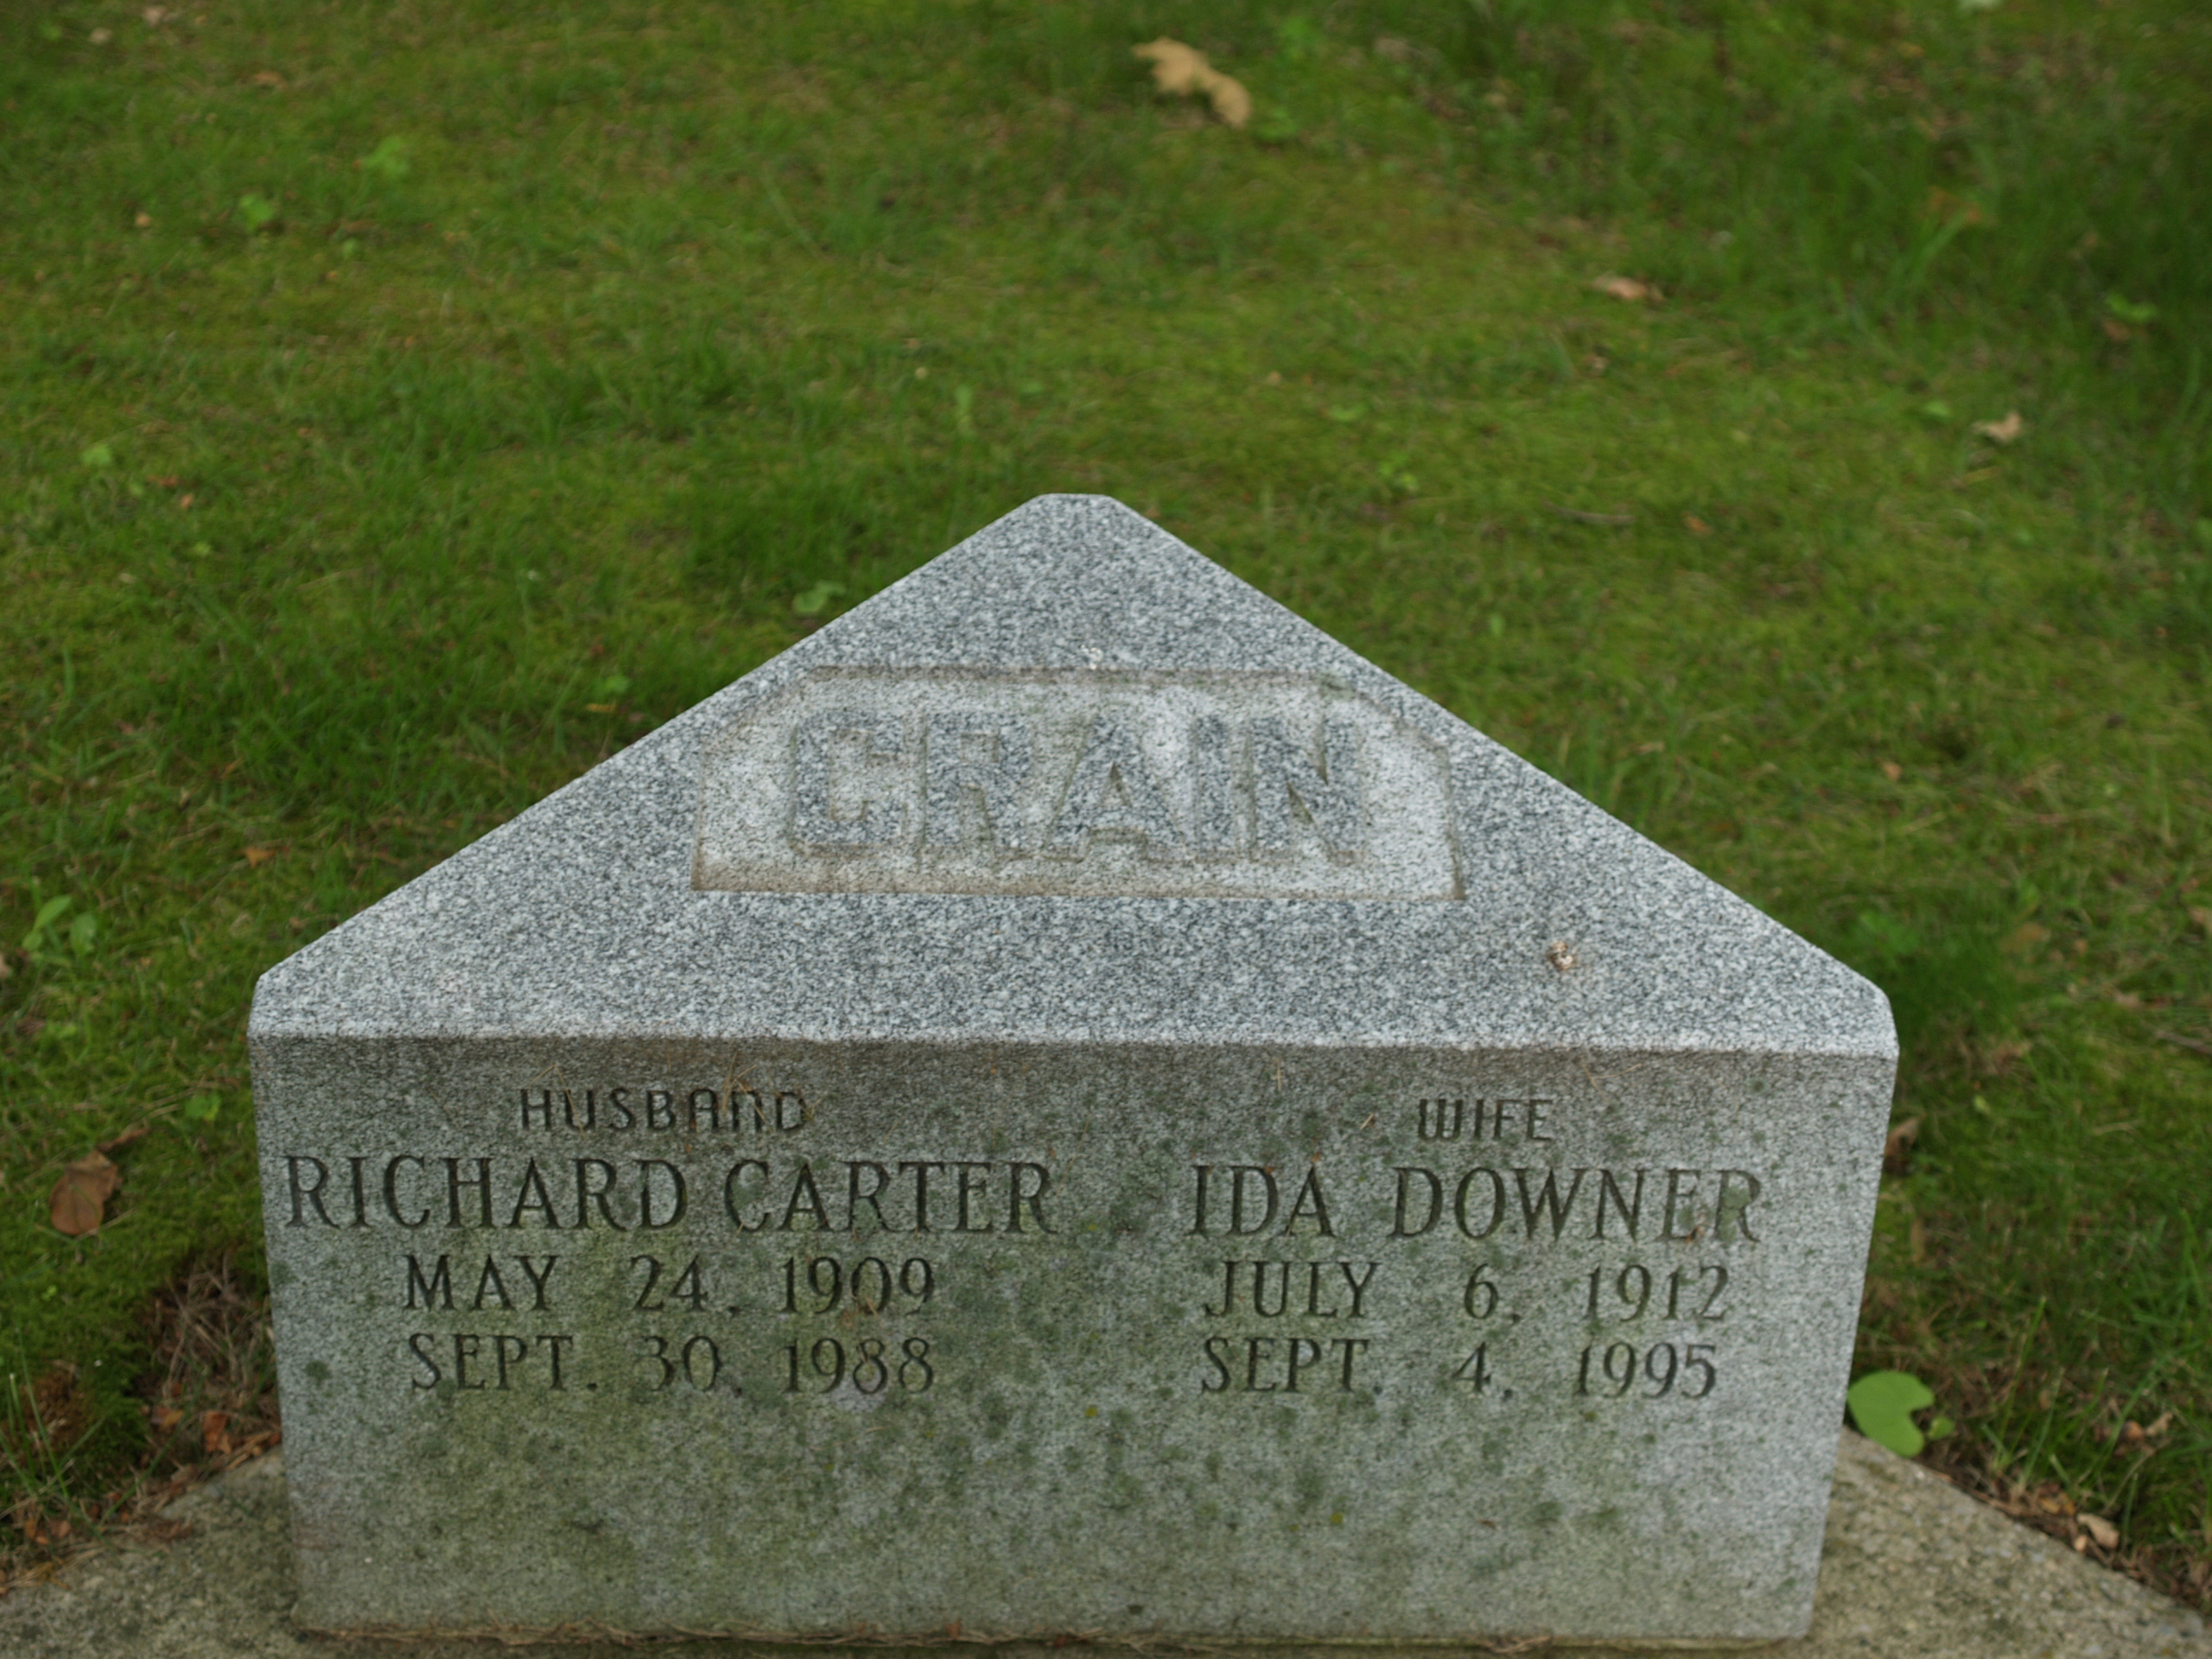 CRAIN
HUSBAND
RICHARD CARTER
MAY 24, 1909
SEPT. 30, 1988
WIFE
IDA DOWNER
JULY 6, 1912
SEPT. 4, 1995